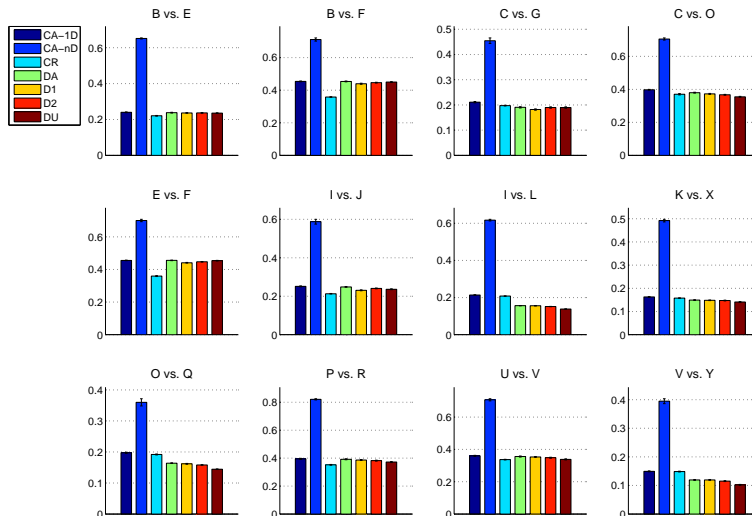 B vs. E
B vs. F
C vs. G
C vs. O
CA−1D
CA−nD
CR
DA
D1
D2
DU
0.6
0.4
0.2
0
0.8
0.6
0.4
0.2
0
0.5
0.4
0.3
0.2
0.1
0
0.6
0.4
0.2
0
E vs. F
I vs. J
I vs. L
K vs. X
0.6
0.4
0.2
0
0.6
0.4
0.2
0
0.6
0.4
0.2
0
0.5
0.4
0.3
0.2
0.1
0
O vs. Q
P vs. R
U vs. V
V vs. Y
0.4
0.3
0.2
0.1
0
0.8
0.6
0.4
0.2
0
0.6
0.4
0.2
0
0.4
0.3
0.2
0.1
0